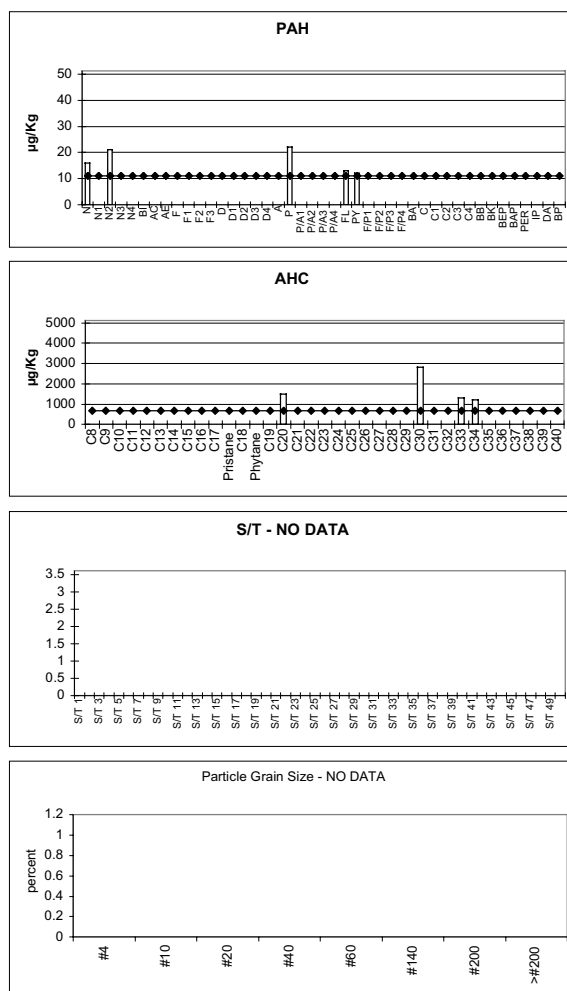 PAH
µg/Kg
50
40
30
20
10
0
N N1 N2 N3 N4 BI AC AE F F1 F2 F3 D D1 D2 D3 D4 A P P/A1 P/A2 P/A3 P/A4 FL PY F/P1 F/P2 F/P3 F/P4 BA C C1 C2 C3 C4 BB BK BEP BAP PER IP DA BP
AHC
µg/Kg
5000
4000
3000
2000
1000
0
C8 C9 C10 C11 C12 C13 C14 C15 C16 C17 Pristane C18 Phytane C19 C20 C21 C22 C23 C24 C25 C26 C27 C28 C29 C30 C31 C32 C33 C34 C35 C36 C37 C38 C39 C40
S/T - NO DATA
3.5
3
2.5
2
1.5
1
0.5
0
S/T 1 S/T 3 S/T 5 S/T 7 S/T 9 S/T 11 S/T 13 S/T 15 S/T 17 S/T 19 S/T 21 S/T 23 S/T 25 S/T 27 S/T 29 S/T 31 S/T 33 S/T 35 S/T 37 S/T 39 S/T 41 S/T 43 S/T 45 S/T 47 S/T 49
Particle Grain Size - NO DATA
percent
1.2
1
0.8
0.6
0.4
0.2
0
#4 #10 #20 #40 #60 #140 #200 >#200